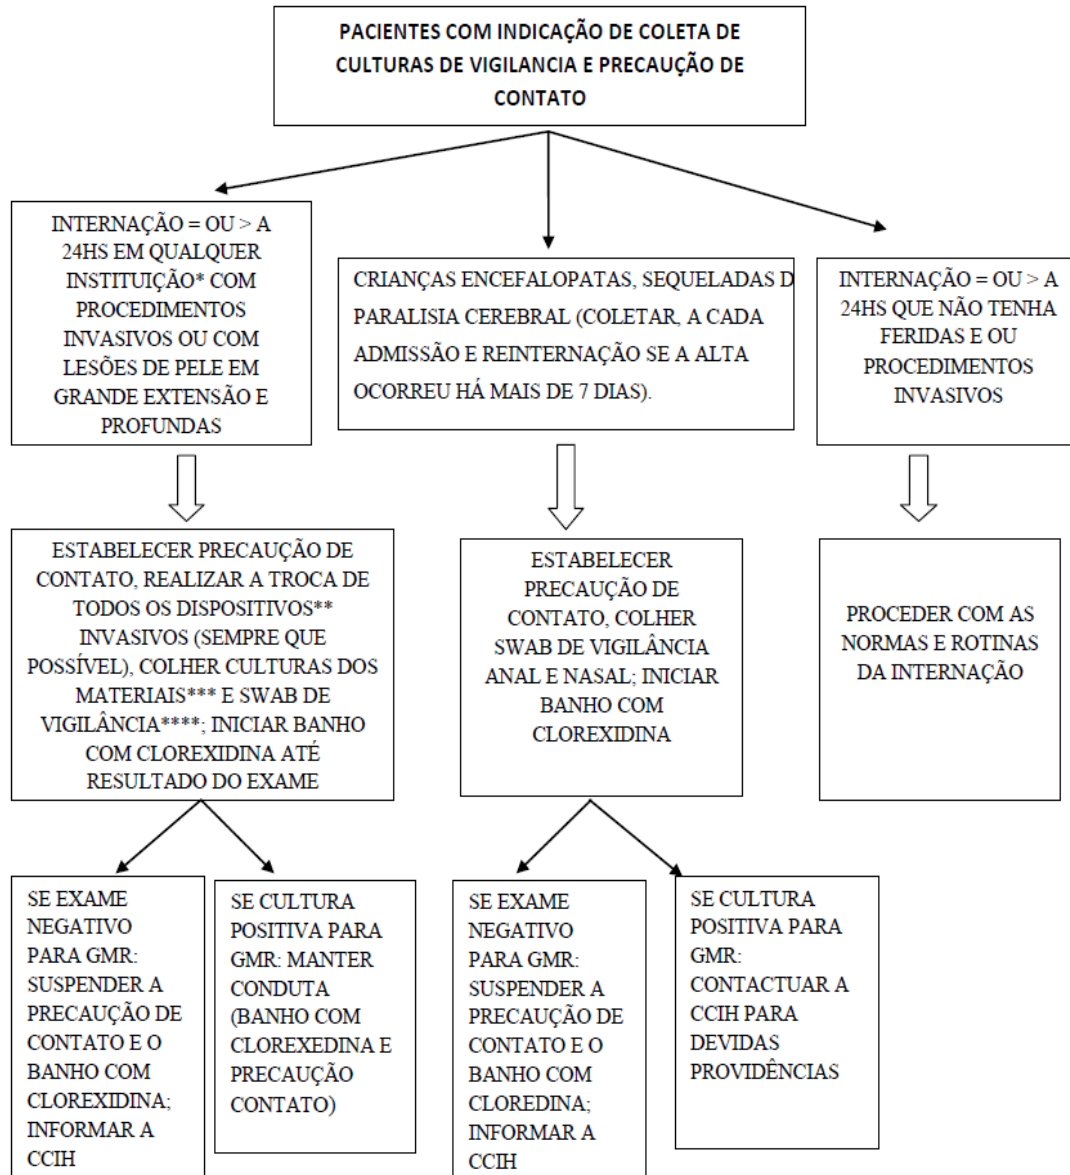 PACIENTES COM INDICAÇÃO DE COLETA DE
CULTURAS DE VIGILANCIA E PRECAUÇÃO DE
CONTATO
INTERNAÇÃO = OU > A
24HS EM QUALQUER
INSTITUIÇÃO* COM
PROCEDIMENTOS
INVASIVOS OU COM
LESÕES DE PELE EM
GRANDE EXTENSÃO E
PROFUNDAS
CRIANÇAS ENCEFALOPATAS, SEQUELADAS D
PARALISIA CEREBRAL (COLETAR, A CADA
ADMISSÃO E REINTERNAÇÃO SE A ALTA
OCORREU HÁ MAIS DE 7 DIAS).
INTERNAÇÃO = OU > A
24HS QUE NÃO TENHA
FERIDAS E OU
PROCEDIMENTOS
INVASIVOS
ESTABELECER PRECAUÇÃO DE
CONTATO, REALIZAR A TROCA DE
TODOS OS DISPOSITIVOS**
INVASIVOS (SEMPRE QUE
POSSÍVEL), COLHER CULTURAS DOS
MATERIAIS*** E SWAB DE
VIGILÂNCIA****; INICIAR BANHO
COM CLOREXIDINA ATÉ
RESULTADO DO EXAME
ESTABELECER
PRECAUÇÃO DE
CONTATO, COLHER
SWAB DE VIGILÂNCIA
ANAL E NASAL; INICIAR
BANHO COM
CLOREXIDINA
PROCEDER COM AS
NORMAS E ROTINAS
DA INTERNAÇÃO
SE EXAME
NEGATIVO
PARA GMR:
SUSPENDER A
PRECAUÇÃO DE
CONTATO E O
BANHO COM
CLOREXIDINA;
INFORMAR A
CCIH
SE CULTURA
POSITIVA PARA
GMR: MANTER
CONDUTA
(BANHO COM
CLOREXEDINA E
PRECAUÇÃO
CONTATO)
SE EXAME
NEGATIVO
PARA GMR:
SUSPENDER A
PRECAUÇÃO DE
CONTATO E O
BANHO COM
CLOREDINA;
INFORMAR A
CCIH
SE CULTURA
POSITIVA PARA
GMR:
CONTACTUAR A
CCIH PARA
DEVIDAS
PROVIDÊNCIAS